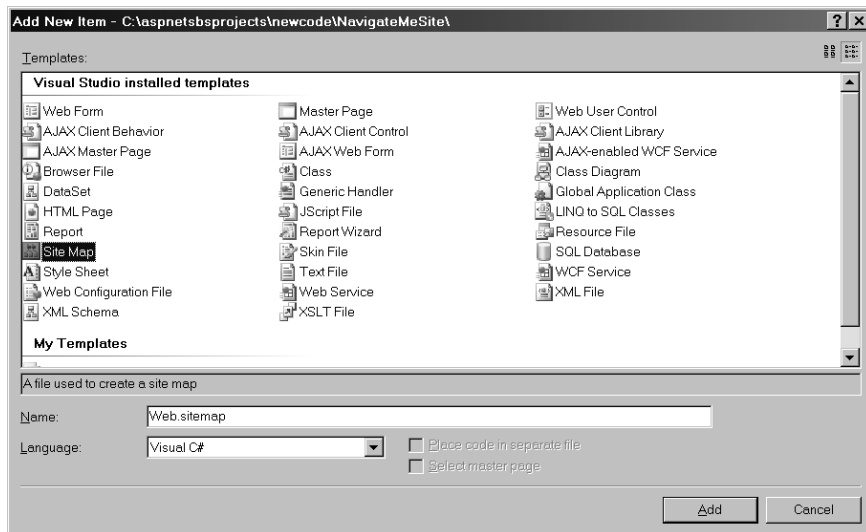 Add New Item - C:\aspnetsbsprojects\newcode\NavigateMeSite\
Templates:
Visual Studio installed templates
Web Form Master Page Web User Control
AJAX Client Behavior AJAX Client Control AJAX Client Library
AJAX Master Page AJAX Web Form AJAX-enabled WCF Service
Browser File Class Class Diagram
DataSet Generic Handler Global Application Class
HTML Page JScript File LINQ to SQL Classes
Report Report Wizard Resource File
Site Map Skin File SQL Database
Style Sheet Text File WCF Service
Web Configuration File Web Service XML File
XML Schema XSLT File
My Templates
A file used to create a site map
Name: Web.sitemap
Language: Visual C# Place code in separate file
Select master page
Add Cancel